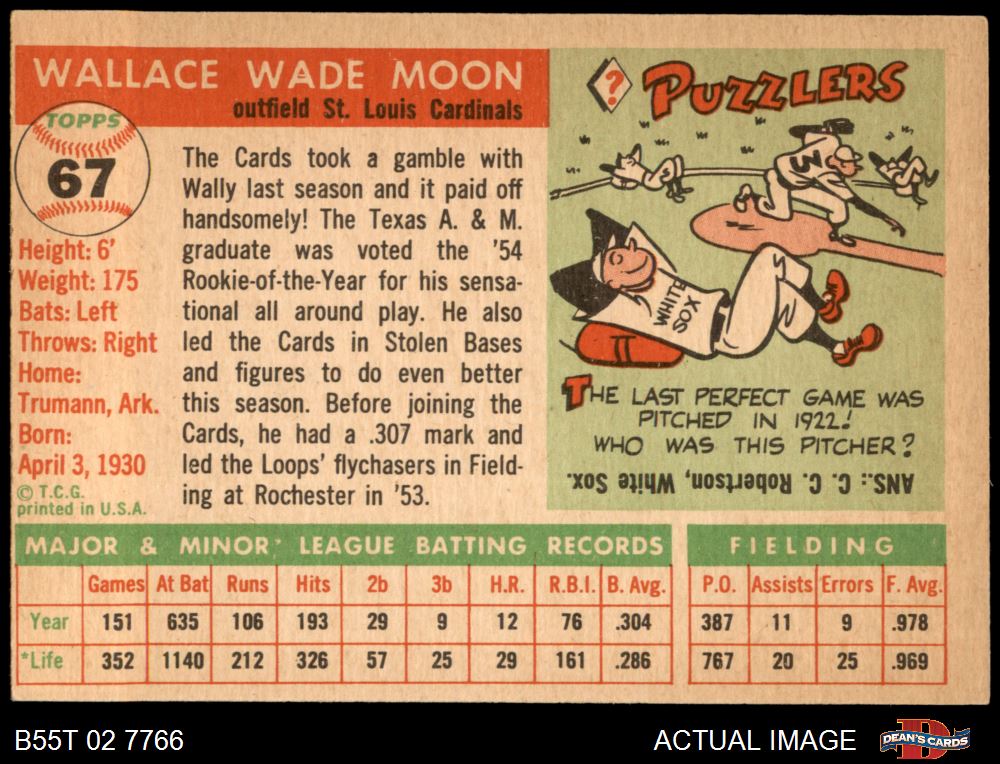 WALLACE WADE MOON
outfield St. Louis Cardinals
TOPPS
67
Height: 6'
Weight: 175
Bats: Left
Throws: Right
Home:
Trumann, Ark.
Born:
April 3, 1930
© T.C.G.
printed in U.S.A.
The Cards took a gamble with
Wally last season and it paid off
handsomely! The Texas A. & M.
graduate was voted the '54
Rookie-of-the-Year for his sensa-
tional all around play. He also
led the Cards in Stolen Bases
and figures to do even better
this season. Before joining the
Cards, he had a .307 mark and
led the Loops' flychasers in Field-
ing at Rochester in '53.
?
PUZZLERS
3
WHITE
SOX
THE LAST PERFECT GAME WAS
PITCHED IN 1922!
WHO WAS THIS PITCHER?
ANS.: C. C. Robertson, White Sox.
MAJOR & MINOR LEAGUE BATTING RECORDS
Games At Bat Runs Hits 2b 3b H.R. R.B.I. B. Avg.
Year 151 635 106 193 29 9 12 76 .304
*Life 352 1140 212 326 57 25 29 161 .286
FIELDING
P.O. Assists Errors F. Avg.
387 11 9 .978
767 20 25 .969
B55T 02 7766
ACTUAL IMAGE
D
DEAN'S CARDS